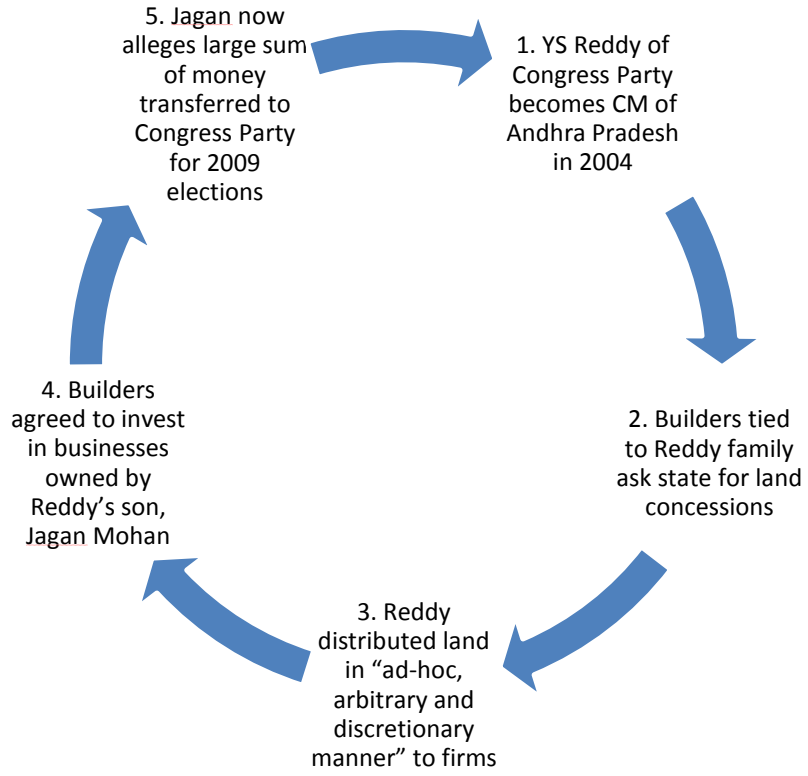 1. YS Reddy of
Congress Party
becomes CM of
Andhra Pradesh
in 2004
2. Builders tied
to Reddy family
ask state for land
concessions
3. Reddy
distributed land
in “ad-hoc,
arbitrary and
discretionary
manner” to firms
4. Builders
agreed to invest
in businesses
owned by
Reddy’s son,
Jagan Mohan
5. Jagan now
alleges large sum
of money
transferred to
Congress Party
for 2009
elections